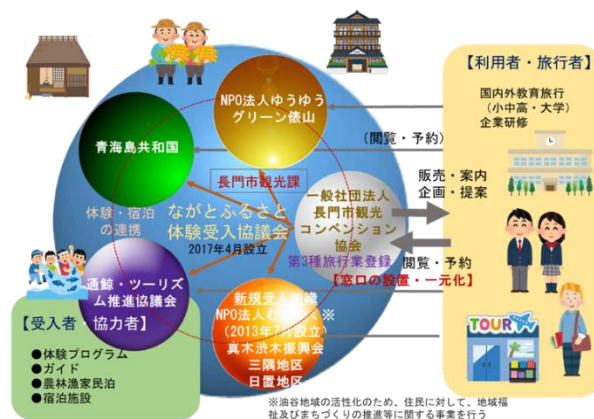 NPO法人ゆうゆう
グリーン俵山
青海島共和国
長門市観光課
体験・宿泊
の連携
ながとふるさと
体験受入協議会
2017年4月設立
一般社団法人
長門市観光
コンベンション
協会
第3種旅行業登録
【窓口の設置・一元化】
通鯨・ツーリズ
ム推進協議会
新規受入組織
NPO法人む
※
(2013年7月設立)
真木渋木振興会
三隅地区
日置地区
【受入者・協力者】
●体験プログラム
●ガイド
●農林漁家民泊
●宿泊施設
【利用者・旅行者】
国内外教育旅行
(小中高・大学)
企業研修
(閲覧・予約)
販売・案内
企画・提案
閲覧・予約
TOUR
※油谷地域の活性化のため、住民に対して、地域福
祉及びまちづくりの推進等に関する事業を行う